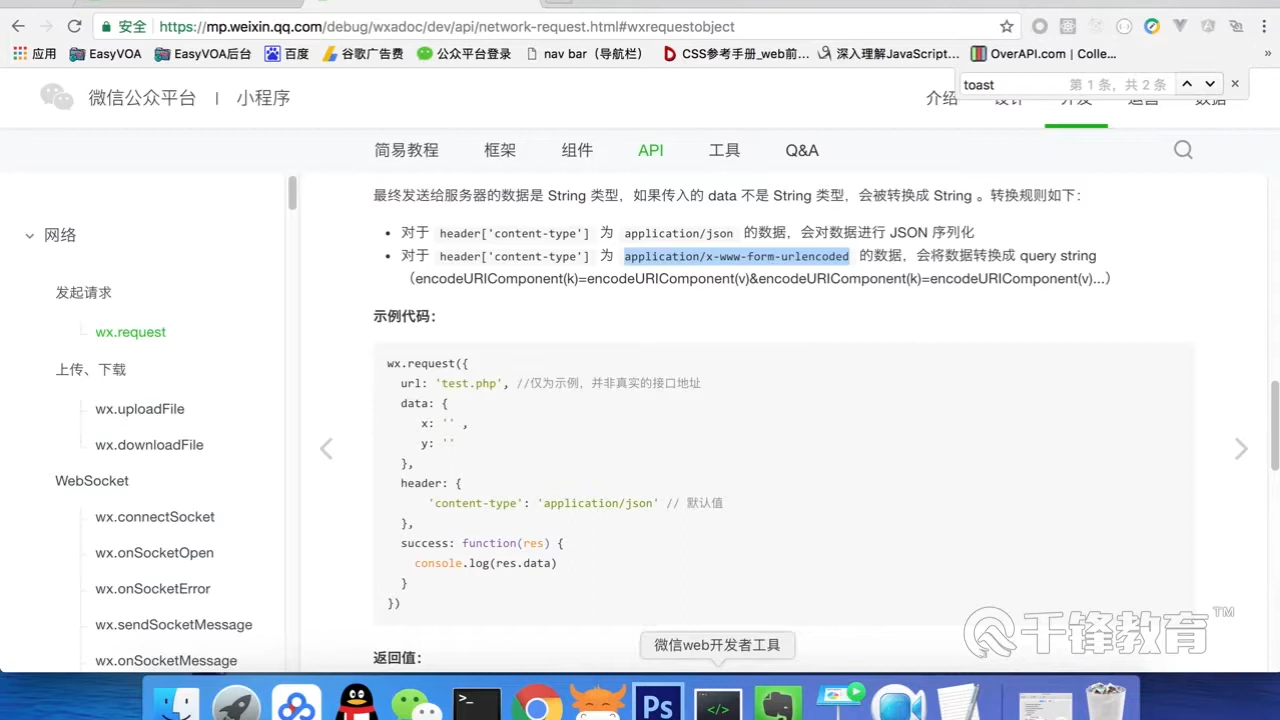 安全 https://mp.weixin.qq.com/debug/wxadoc/dev/api/network-request.html#wxrequestobject
应用 EasyVOA EasyVOA后台 百度 谷歌广告费 公众平台登录 nav bar（导航栏） CSS参考手册_web前... 深入理解JavaScript... OverAPI.com | Colle... »
toast 第 1 条，共 2 条
微信公众平台 | 小程序
介绍 设计 开发 运营 数据
简易教程 框架 组件 API 工具 Q&A
网络
发起请求
wx.request
上传、下载
wx.uploadFile
wx.downloadFile
WebSocket
wx.connectSocket
wx.onSocketOpen
wx.onSocketError
wx.sendSocketMessage
wx.onSocketMessage
最终发送给服务器的数据是 String 类型，如果传入的 data 不是 String 类型，会被转换成 String 。转换规则如下：
• 对于 header['content-type'] 为 application/json 的数据，会对数据进行 JSON 序列化
• 对于 header['content-type'] 为 application/x-www-form-urlencoded 的数据，会将数据转换成 query string
（encodeURIComponent(k)=encodeURIComponent(v)&encodeURIComponent(k)=encodeURIComponent(v)...）
示例代码：
wx.request({
url: 'test.php', //仅为示例，并非真实的接口地址
data: {
x: '' ,
y: ''
},
header: {
'content-type': 'application/json' // 默认值
},
success: function(res) {
console.log(res.data)
}
})
返回值：
千锋教育™
微信web开发者工具
>_
Ps
</>